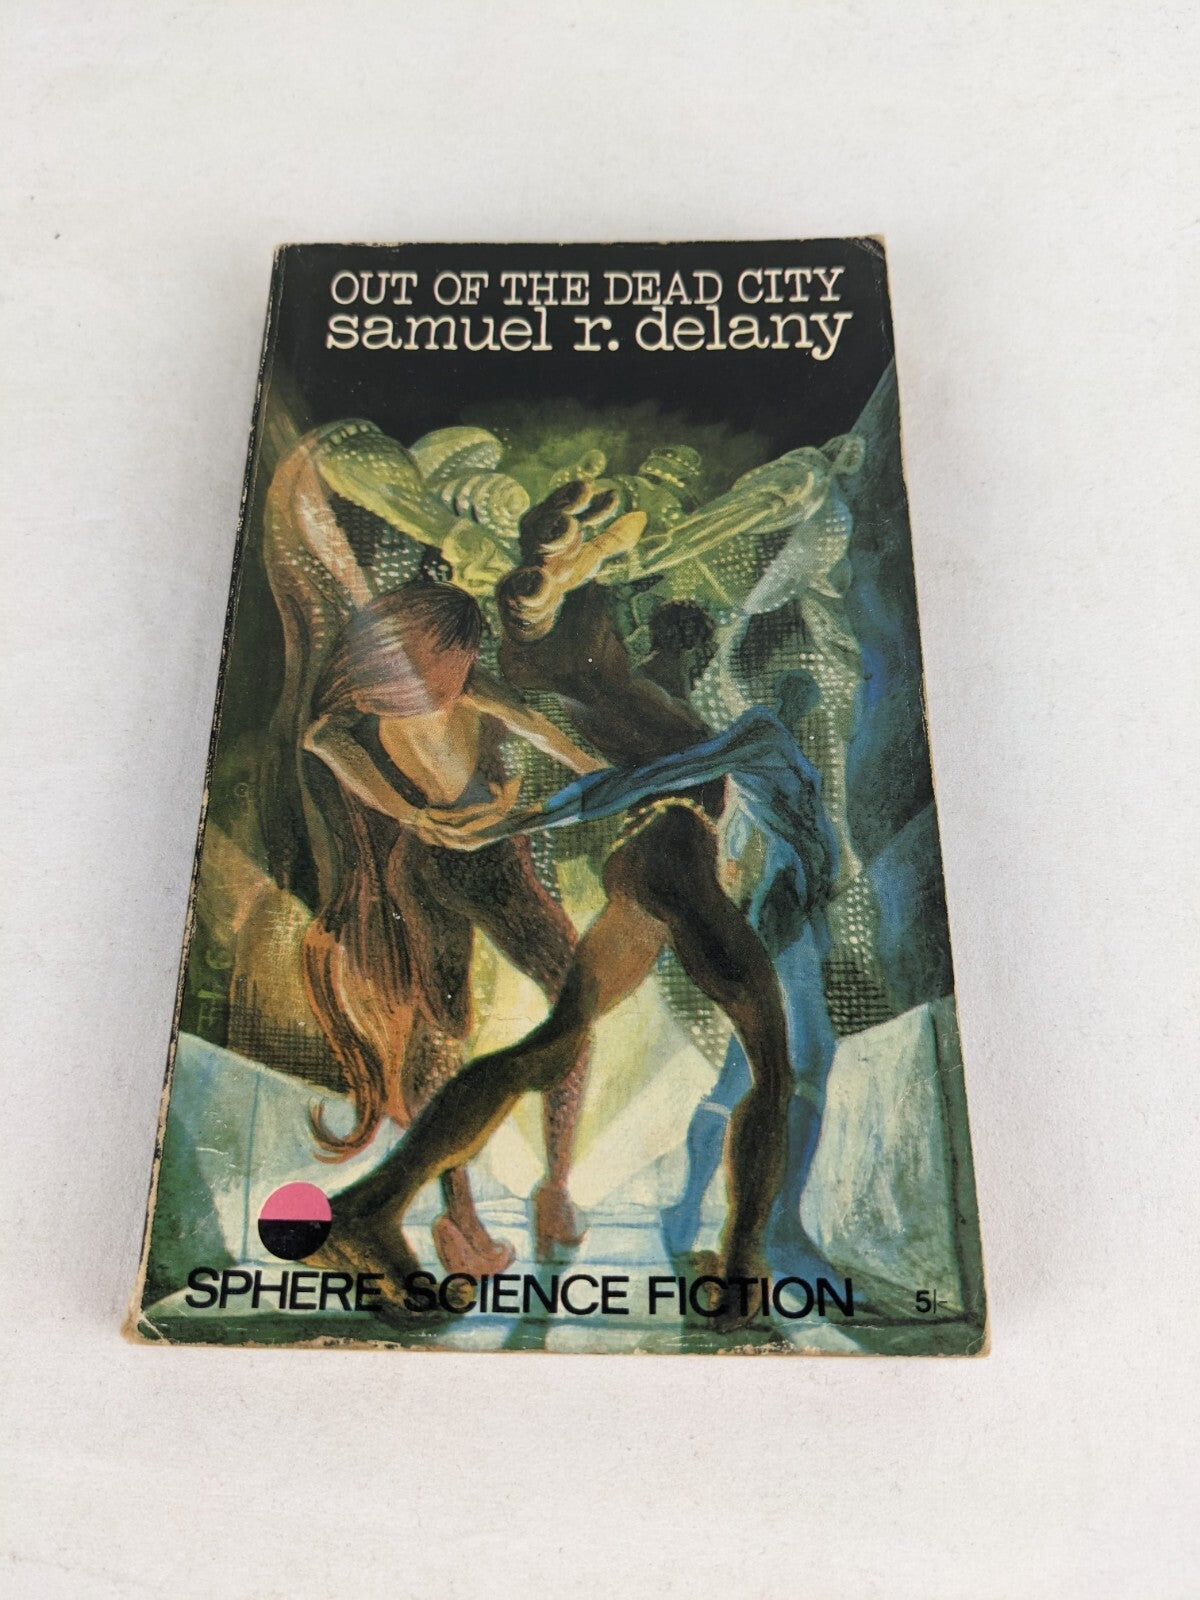 OUT OF THE DEAD CITY
samuel r. delany
SPHERE SCIENCE FICTION 5/-